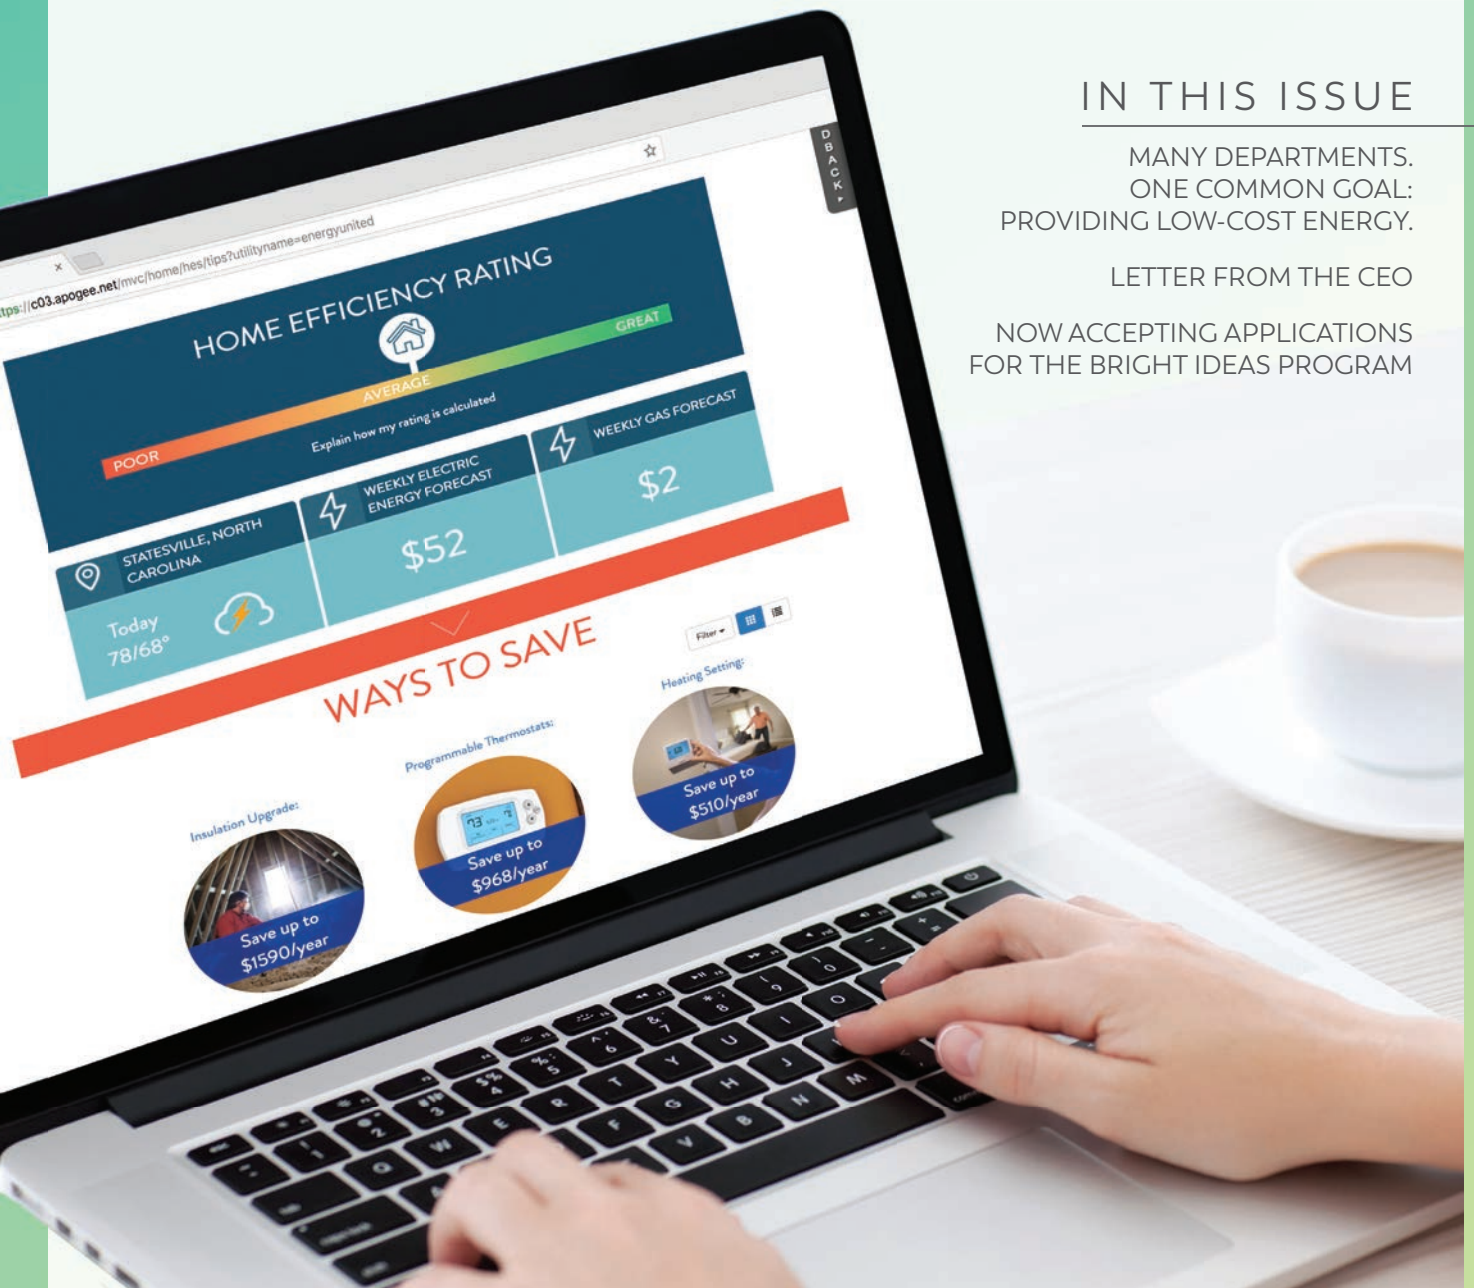 IN THIS ISSUE
MANY DEPARTMENTS.
ONE COMMON GOAL:
PROVIDING LOW-COST ENERGY.
LETTER FROM THE CEO
NOW ACCEPTING APPLICATIONS
FOR THE BRIGHT IDEAS PROGRAM
DBACK
ttps://c03.apogee.net/mvc/home/hes/tips?utilityname=energyunited
HOME EFFICIENCY RATING
POOR
AVERAGE
GREAT
Explain how my rating is calculated
STATESVILLE, NORTH
CAROLINA
Today
78/68°
WEEKLY ELECTRIC
ENERGY FORECAST
$52
WEEKLY GAS FORECAST
$2
WAYS TO SAVE
Filter
Insulation Upgrade:
Save up to
$1590/year
Programmable Thermostats:
73
Save up to
$968/year
Heating Setting:
Save up to
$510/year